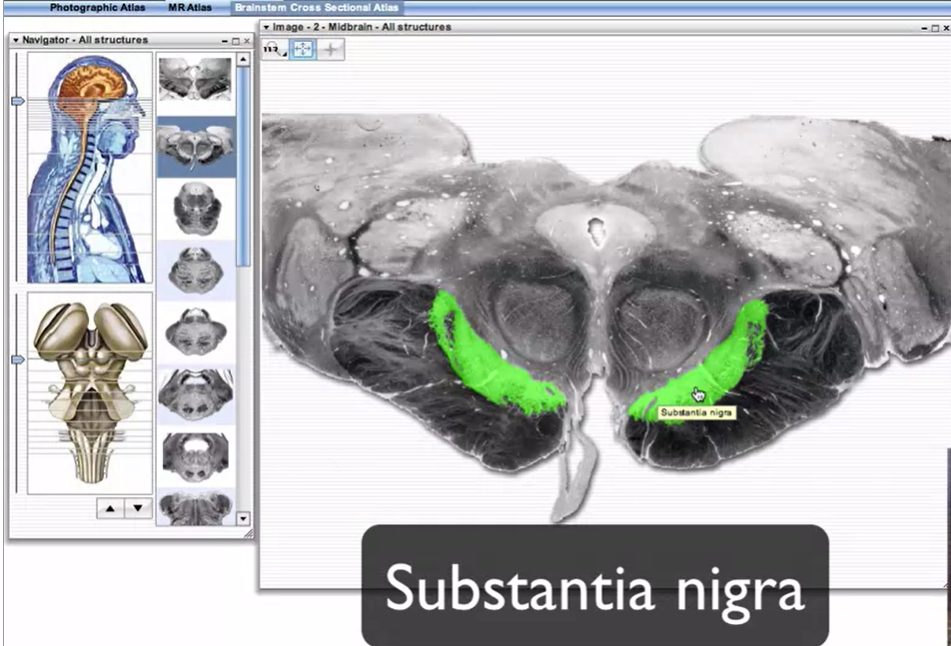 Photographic Atlas MR Atlas Brainstem Cross Sectional Atlas
Navigator - All structures
Image - 2 - Midbrain - All structures
Substantia nigra
Substantia nigra